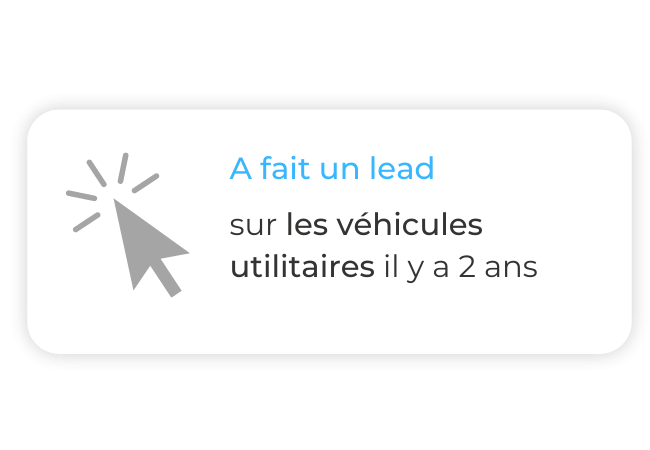 A fait un lead
sur les véhicules
utilitaires il y a 2 ans